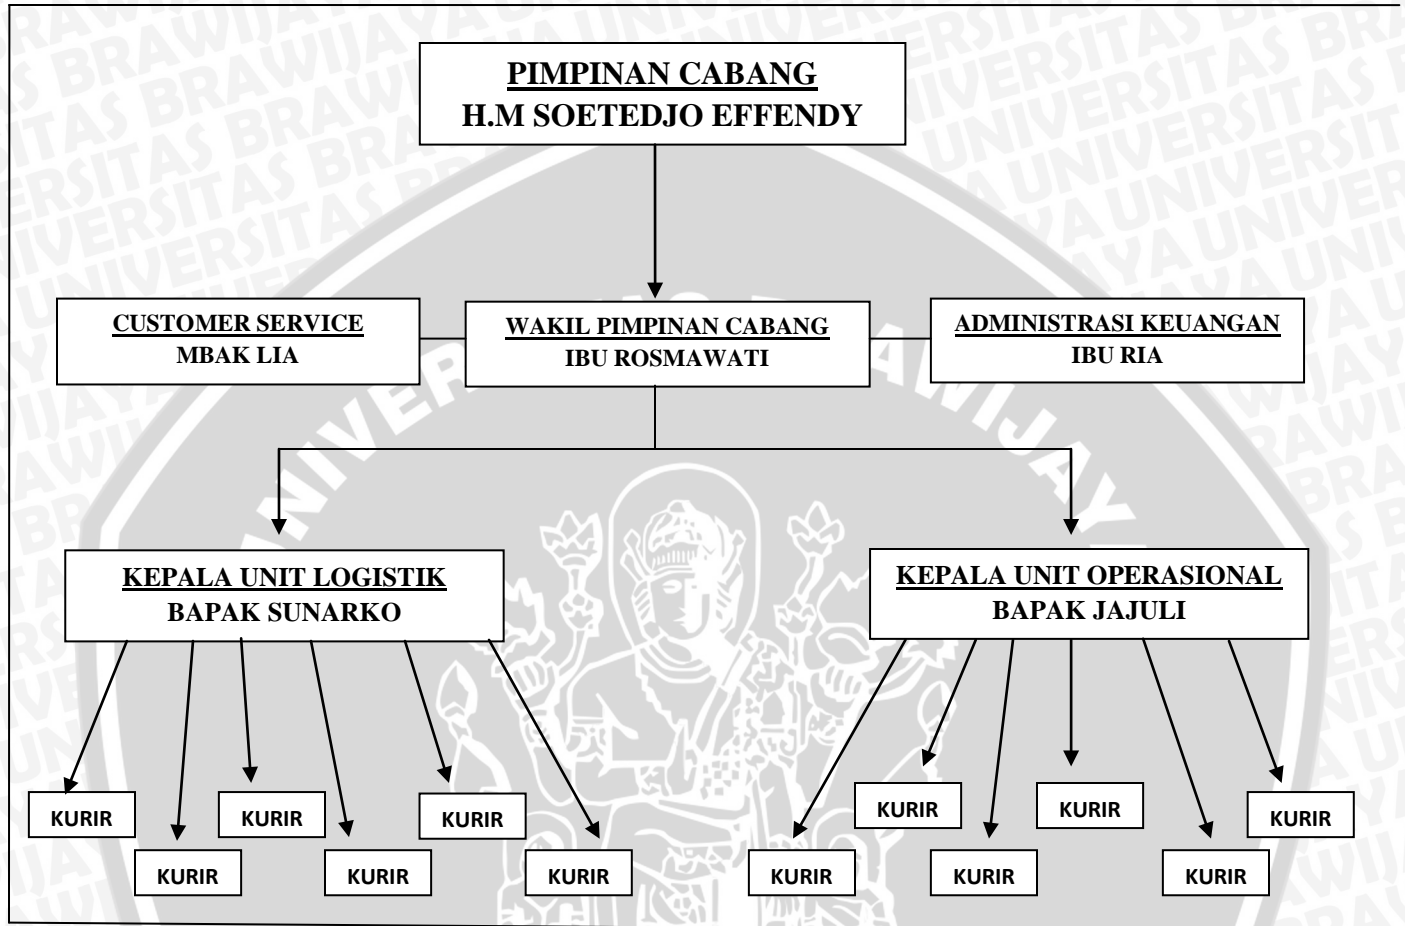 PIMPINAN CABANG
H.M SOETEDJO EFFENDY
CUSTOMER SERVICE
MBAK LIA
WAKIL PIMPINAN CABANG
IBU ROSMAWATI
ADMINISTRASI KEUANGAN
IBU RIA
KEPALA UNIT LOGISTIK
BAPAK SUNARKO
KEPALA UNIT OPERASIONAL
BAPAK JAJULI
KURIR
KURIR
KURIR
KURIR
KURIR
KURIR
KURIR
KURIR
KURIR
KURIR
KURIR
KURIR